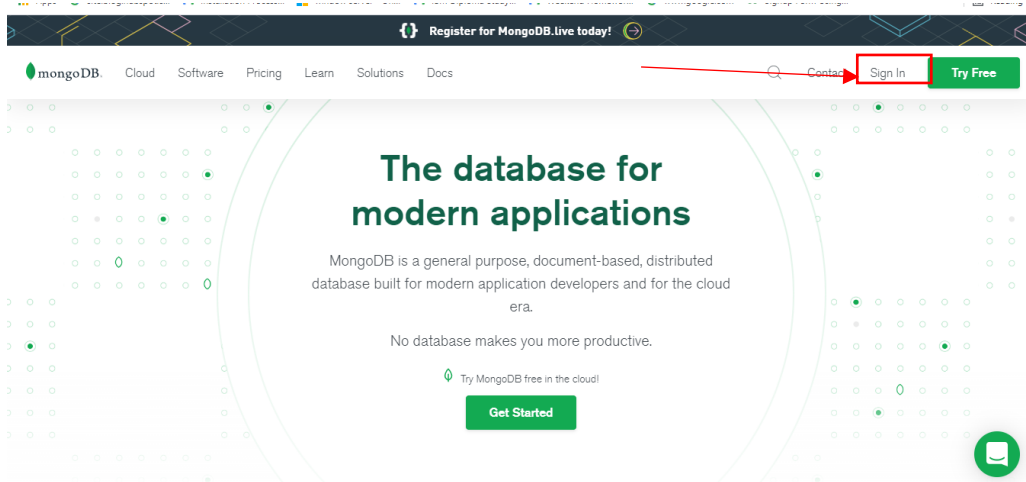 Register for MongoDB.live today!
mongoDB. Cloud Software Pricing Learn Solutions Docs Contact Sign In Try Free
The database for
modern applications
MongoDB is a general purpose, document-based, distributed
database built for modern application developers and for the cloud
era.
No database makes you more productive.
Try MongoDB free in the cloud!
Get Started